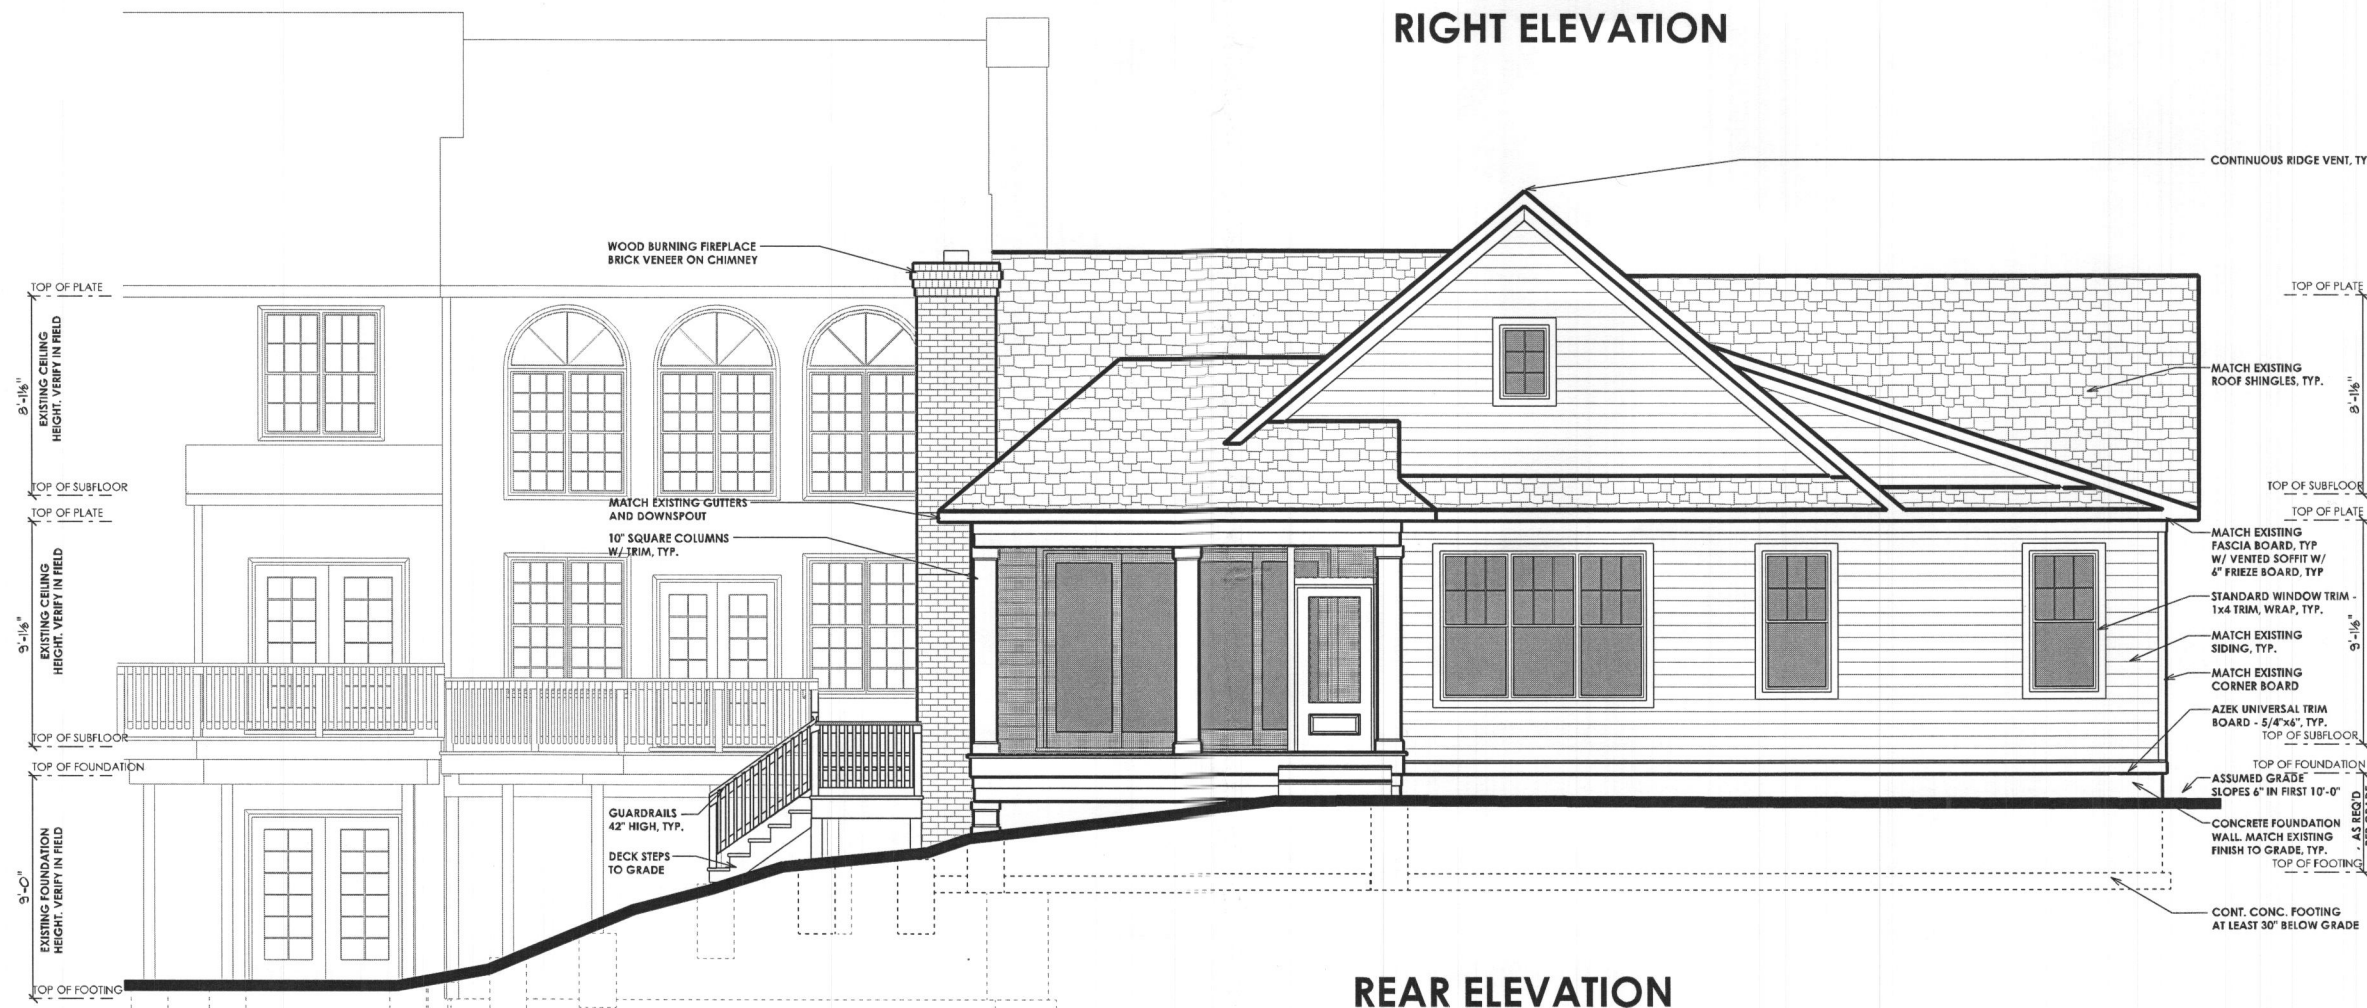 RIGHT ELEVATION
CONTINUOUS RIDGE VENT, TY
WOOD BURNING FIREPLACE
BRICK VENEER ON CHIMNEY
TOP OF PLATE
8'-1⅛"
EXISTING CEILING
HEIGHT. VERIFY IN FIELD
TOP OF SUBFLOOR
TOP OF PLATE
9'-1⅛"
EXISTING CEILING
HEIGHT. VERIFY IN FIELD
TOP OF SUBFLOOR
TOP OF FOUNDATION
9'-0"
EXISTING FOUNDATION
HEIGHT. VERIFY IN FIELD
TOP OF FOOTING
MATCH EXISTING GUTTERS
AND DOWNSPOUT
10" SQUARE COLUMNS
W/ TRIM, TYP.
GUARDRAILS
42" HIGH, TYP.
DECK STEPS
TO GRADE
TOP OF PLATE
MATCH EXISTING
ROOF SHINGLES, TYP.
8'-1⅛"
TOP OF SUBFLOOR
TOP OF PLATE
MATCH EXISTING
FASCIA BOARD, TYP
W/ VENTED SOFFIT W/
6" FRIEZE BOARD, TYP
STANDARD WINDOW TRIM -
1x4 TRIM, WRAP, TYP.
9'-1⅛"
MATCH EXISTING
SIDING, TYP.
MATCH EXISTING
CORNER BOARD
AZEK UNIVERSAL TRIM
BOARD - 5/4"x6", TYP.
TOP OF SUBFLOOR
TOP OF FOUNDATION
ASSUMED GRADE
SLOPES 6" IN FIRST 10'-0"
AS REQ'D
CONCRETE FOUNDATION
WALL. MATCH EXISTING
FINISH TO GRADE, TYP.
TOP OF FOOTING
CONT. CONC. FOOTING
AT LEAST 30" BELOW GRADE
REAR ELEVATION